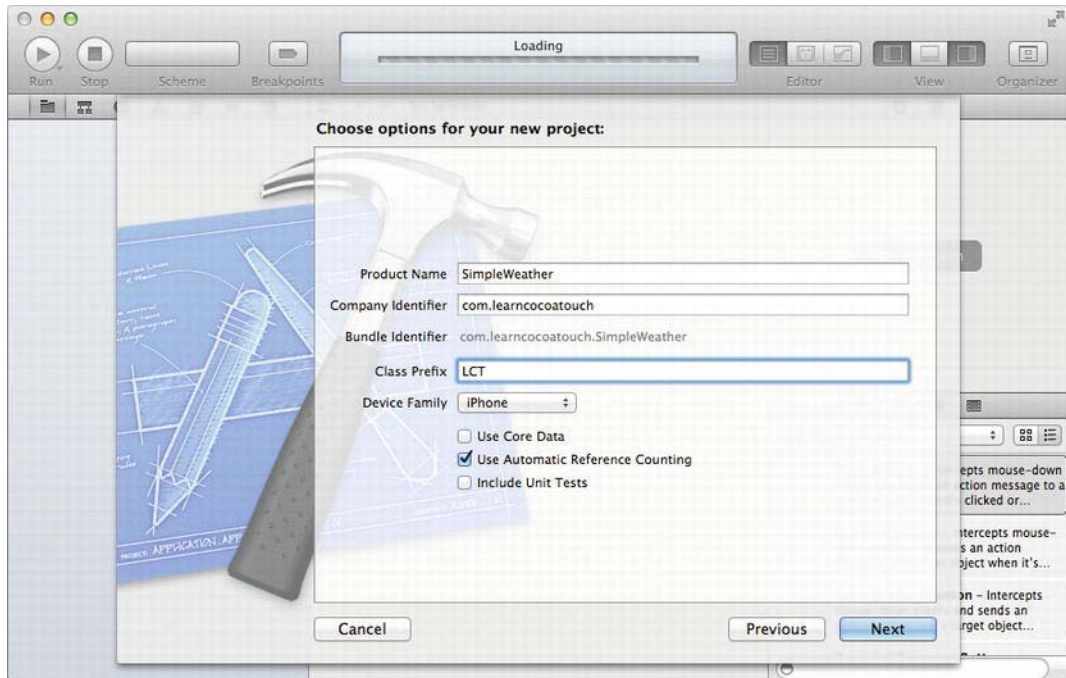 Loading
Run
Stop
Scheme
Breakpoints
Editor
View
Organizer
Choose options for your new project:
Product Name SimpleWeather
Company Identifier com.learncocoatouch
Bundle Identifier com.learncocoatouch.SimpleWeather
Class Prefix LCT
Device Family iPhone
Use Core Data
Use Automatic Reference Counting
Include Unit Tests
PROJECT: APPLICATION.APP
epts mouse-down
ction message to a
clicked or...
ntercepts mouse-
s an action
bject when it's...
on – Intercepts
nd sends an
rget object...
Cancel
Previous
Next